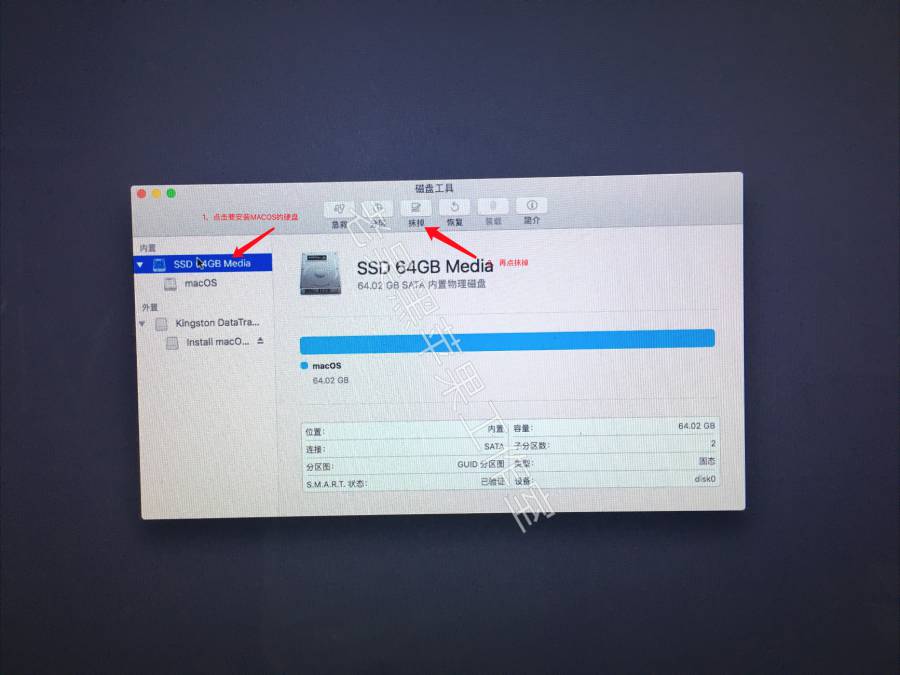 磁盘工具
急救
抹掉
恢复
装载
简介
1、点击要安装MACOS的硬盘
再点抹掉
内置
SSD 64GB Media
macOS
外置
Kingston DataTra...
Install macO...
SSD 64GB Media
64.02 GB SATA 内置物理磁盘
macOS
64.02 GB
位置: 内置 容量: 64.02 GB
连接: SATA 子分区数: 2
分区图: GUID 分区图 类型: 固态
S.M.A.R.T. 状态: 已验证 设备: disk0
黑苹果工作室